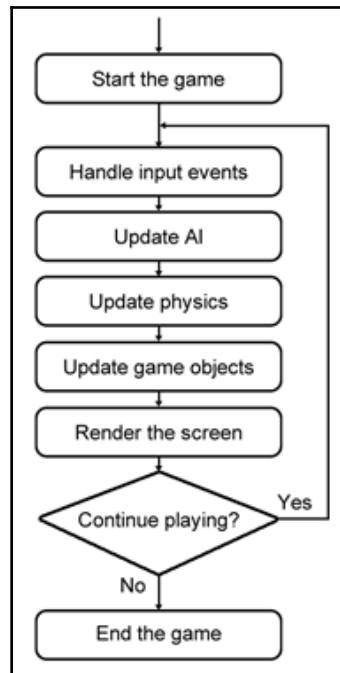 Start the game
Handle input events
Update AI
Update physics
Update game objects
Render the screen
Continue playing?
Yes
No
End the game